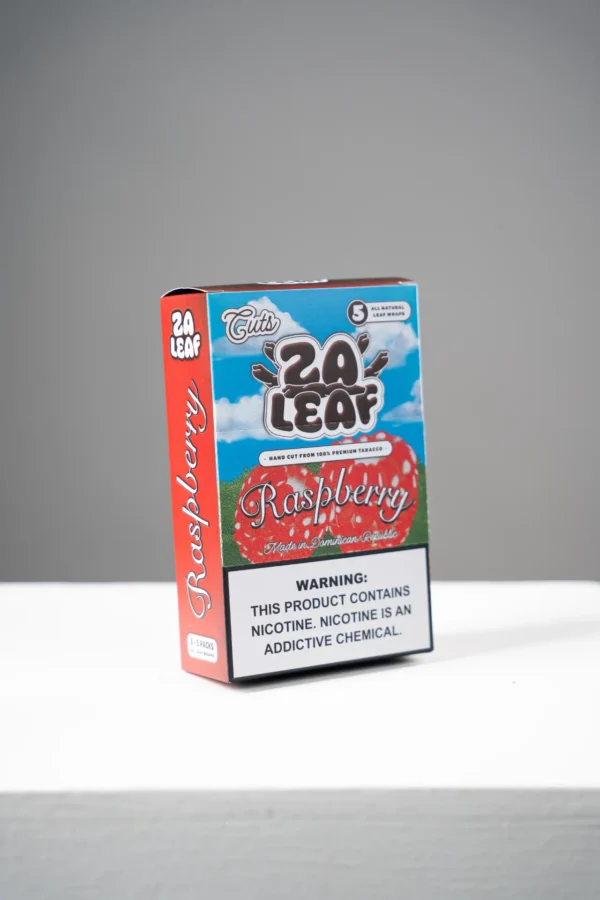 Cuts
5
ALL NATURAL
LEAF WRAPS
ZA
LEAF
HAND CUT FROM 100% PREMIUM TOBACCO
Raspberry
Made in Dominican Republic
WARNING:
THIS PRODUCT CONTAINS
NICOTINE. NICOTINE IS AN
ADDICTIVE CHEMICAL.
ZA
LEAF
Raspberry
PACKS